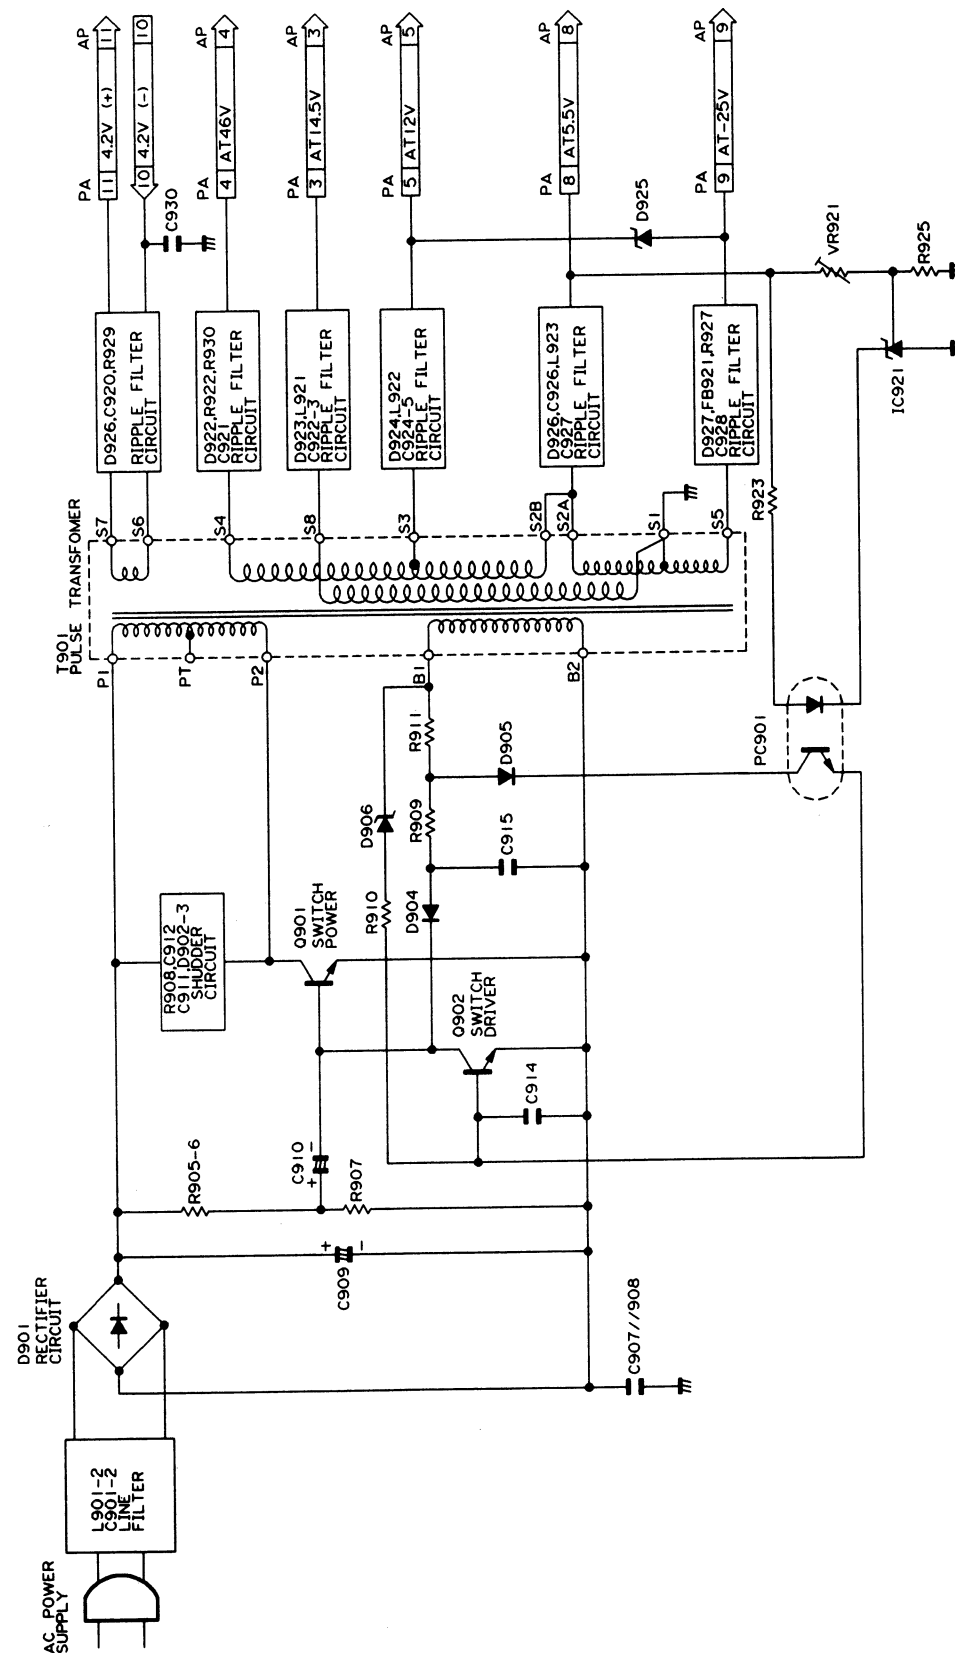 AC POWER
SUPPLY
L901-2
C901-2
LINE
FILTER
D901
RECTIFIER
CIRCUIT
C907//908
C909
+
−
R905-6
R907
C910
+
−
R908,C912
C911,D902-3
SHUDDER
CIRCUIT
Q901
SWITCH
POWER
Q902
SWITCH
DRIVER
C914
R910
D906
D904
R909
C915
R911
D905
PC901
T901
PULSE TRANSFOMER
P1
PT
P2
B1
B2
S7
S6
S4
S8
S3
S2B
S2A
S1
S5
D926,C920,R929
RIPPLE FILTER
CIRCUIT
D922,R922,R930
C921
RIPPLE FILTER
CIRCUIT
D923,L921
C922-3
RIPPLE FILTER
CIRCUIT
D924,L922
C924-5
RIPPLE FILTER
CIRCUIT
D926,C926,L923
C927
RIPPLE FILTER
CIRCUIT
D927,FB921,R927
C928
RIPPLE FILTER
CIRCUIT
R923
IC921
VR921
R925
D925
C930
PA
11 4.2V (+) 11
AP
10 4.2V (−) 10
PA
4 AT46V 4
AP
PA
3 AT14.5V 3
AP
PA
5 AT12V 5
AP
PA
8 AT5.5V 8
AP
PA
9 AT-25V 9
AP